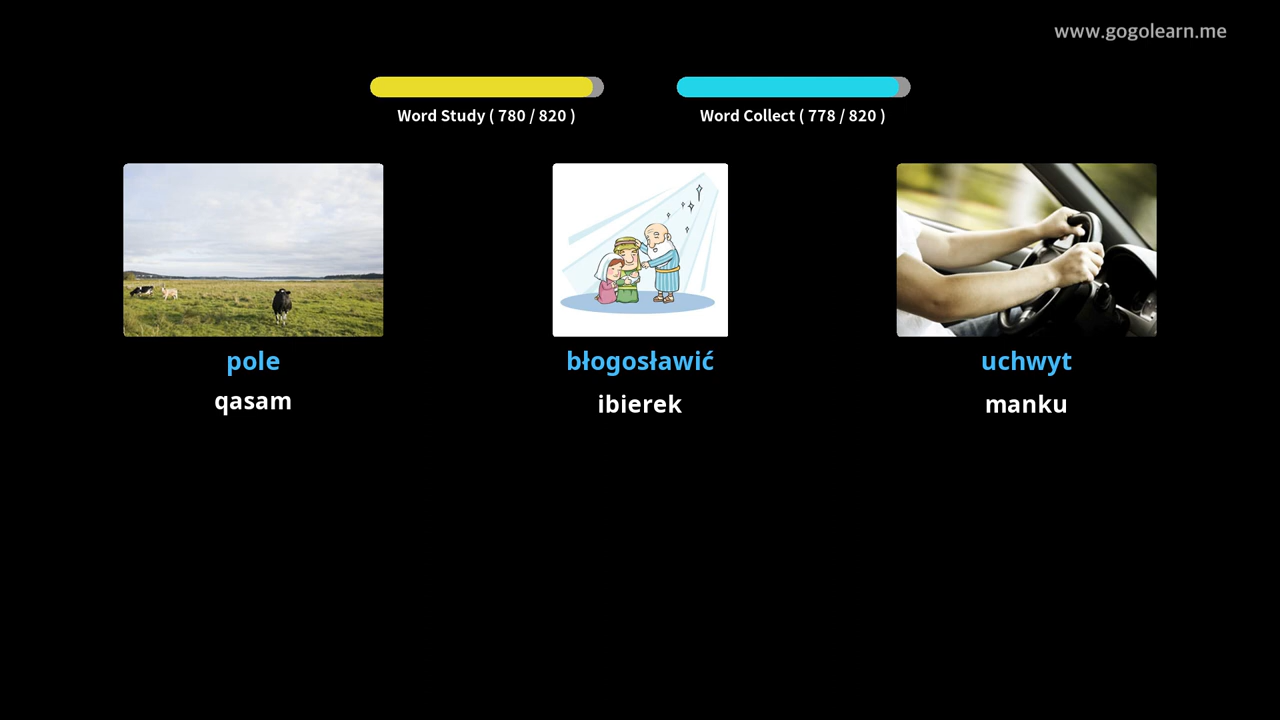 www.gogolearn.me
Word Study ( 780 / 820 )
Word Collect ( 778 / 820 )
pole
błogosławić
uchwyt
qasam
ibierek
manku